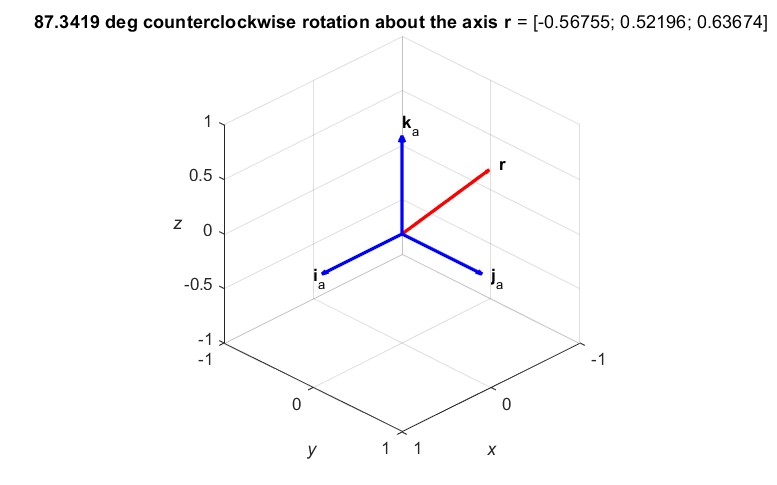 87.3419 deg counterclockwise rotation about the axis r = [-0.56755; 0.52196; 0.63674]
1
k a
r
0.5
z
0
i a
j a
-0.5
-1
-1
-1
0
0
y
1
1
x